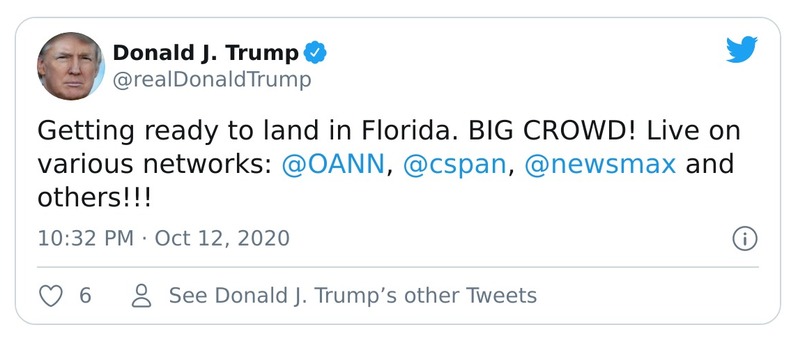 Donald J. Trump
@realDonaldTrump
Getting ready to land in Florida. BIG CROWD! Live on
various networks: @OANN, @cspan, @newsmax and
others!!!
10:32 PM · Oct 12, 2020
6 See Donald J. Trump’s other Tweets